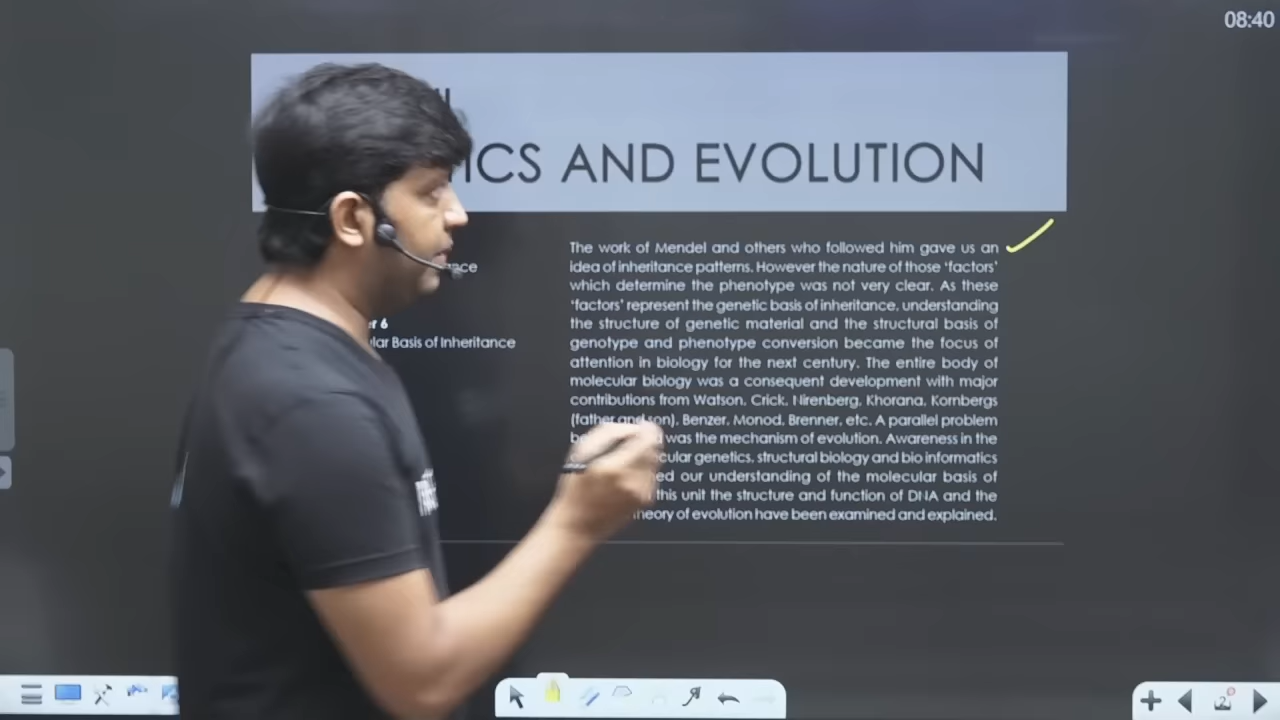 08:40
AND EVOLUTION
The work of Mendel and others who followed him gave us an
idea of inheritance patterns. However the nature of those ‘factors’
which determine the phenotype was not very clear. As these
‘factors’ represent the genetic basis of inheritance, understanding
6
the structure of genetic material and the structural basis of
Basis of Inheritance
genotype and phenotype conversion became the focus of
attention in biology for the next century. The entire body of
molecular biology was a consequent development with major
contributions from Watson, Crick, Nirenberg, Khorana, Kornbergs
(father and son), Benzer, Monod, Brenner, etc. A parallel problem
was the mechanism of evolution. Awareness in the
genetics, structural biology and bio informatics
our understanding of the molecular basis of
this unit the structure and function of DNA and the
of evolution have been examined and explained.